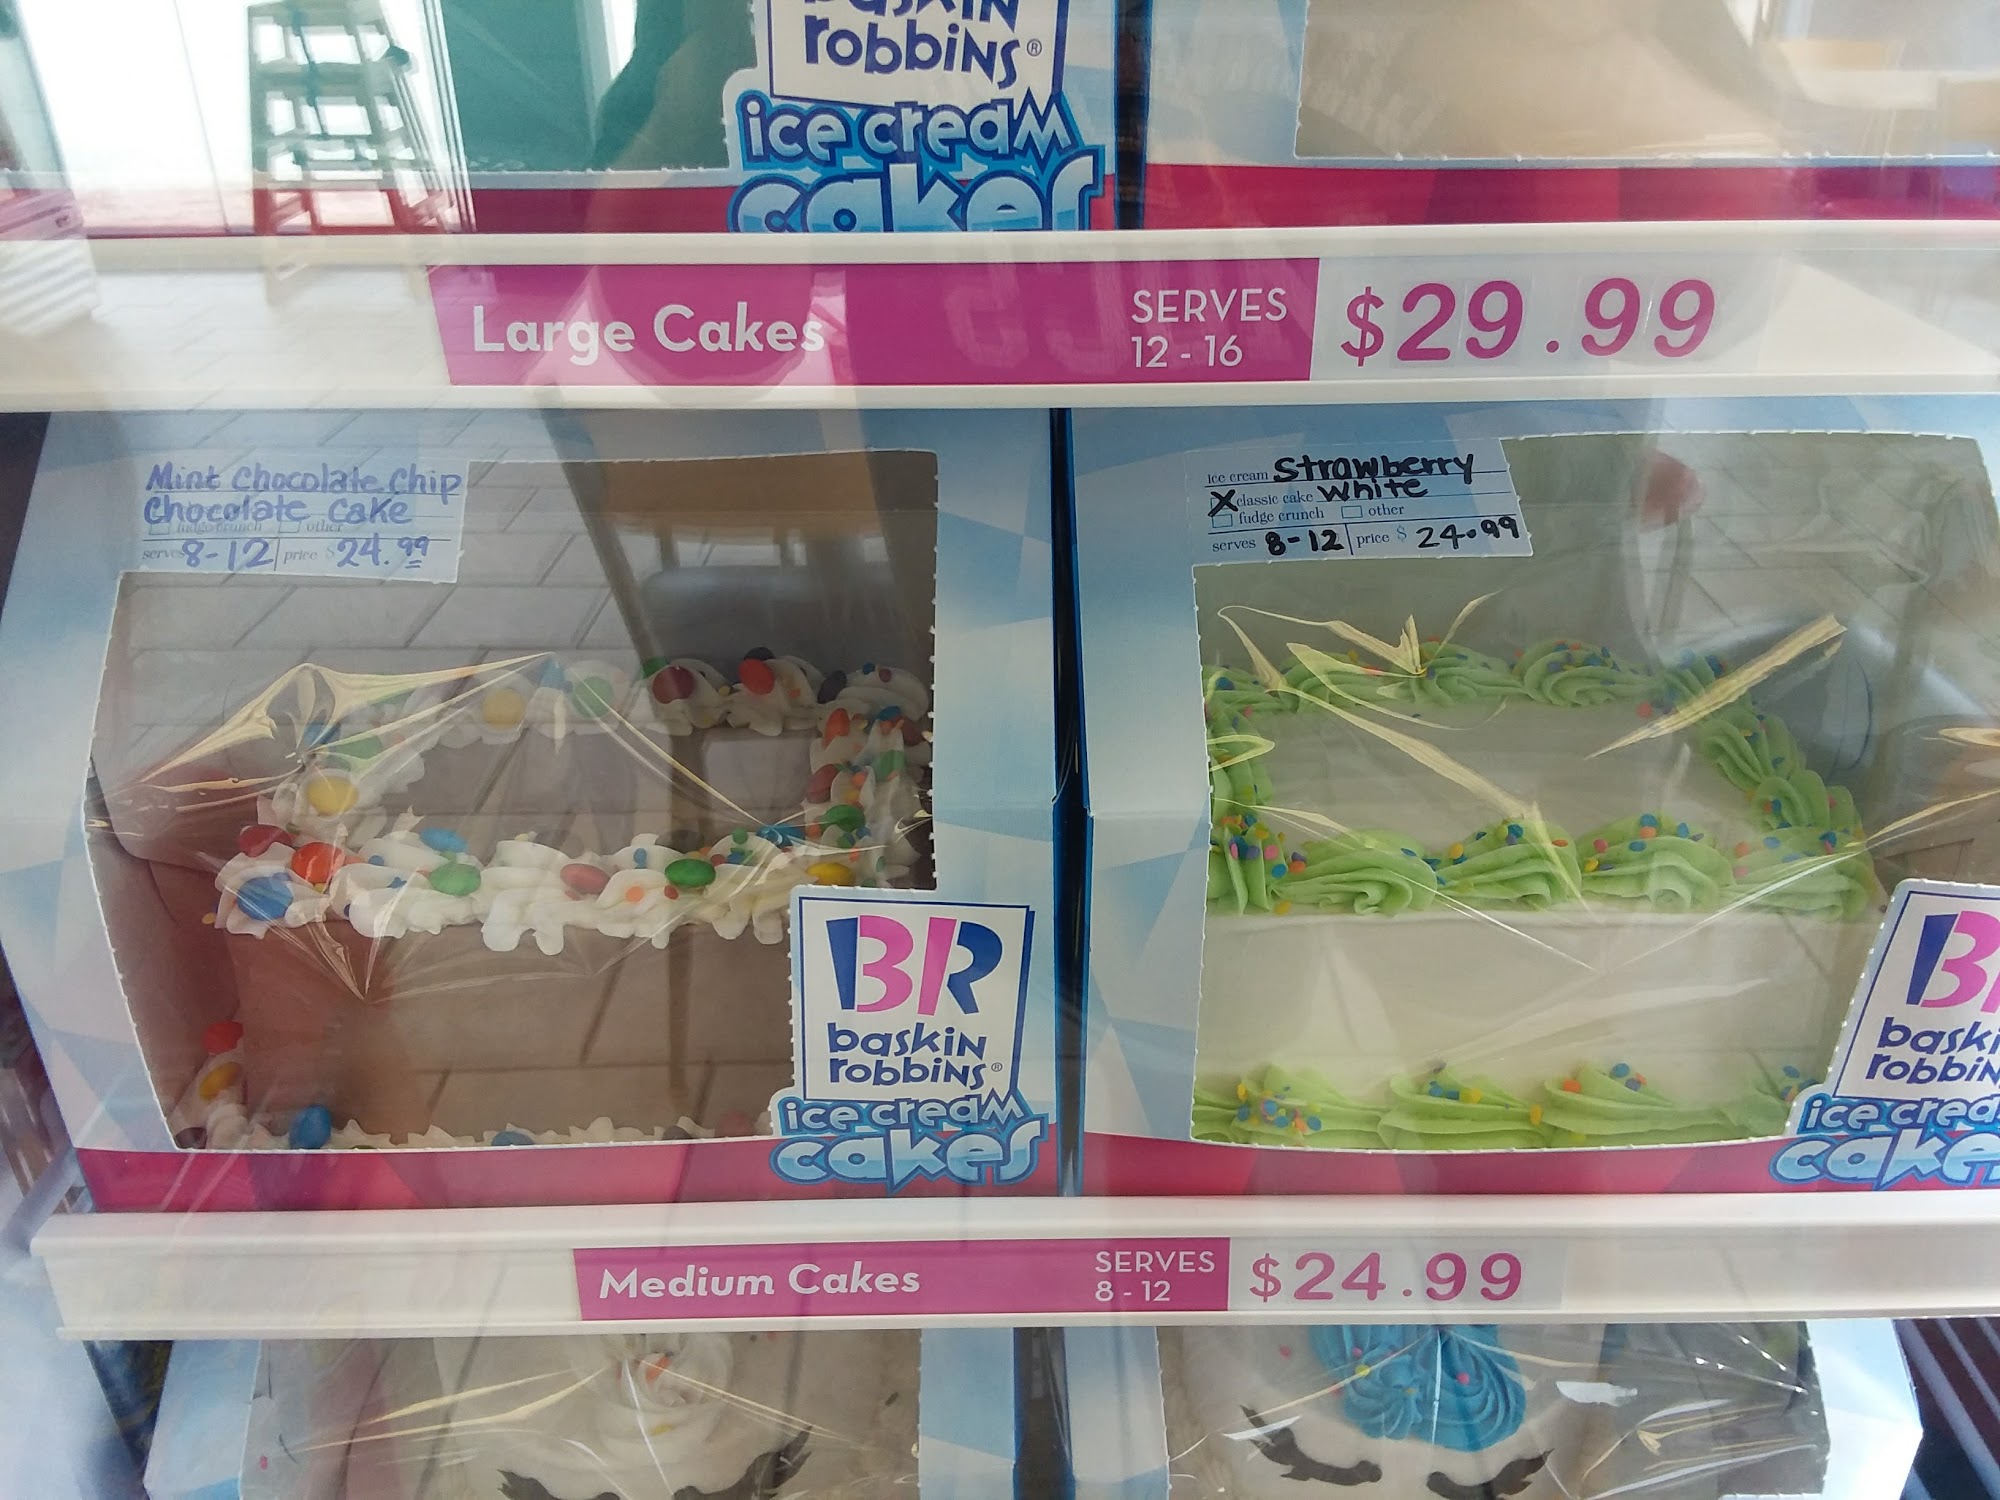 baskin
robbins®
ice cream
cakes
Large Cakes
SERVES
12 - 16
$29.99
Mint Chocolate Chip
Chocolate cake
fudge crunch other
serves 8-12 price $24.99
ice cream Strawberry
X classic cake White
fudge crunch other
serves 8-12 price $ 24.99
BR
baskin
robbins®
ice cream
cakes
BR
baskin
robbins
ice cream
cakes
Medium Cakes
SERVES
8 - 12
$24.99